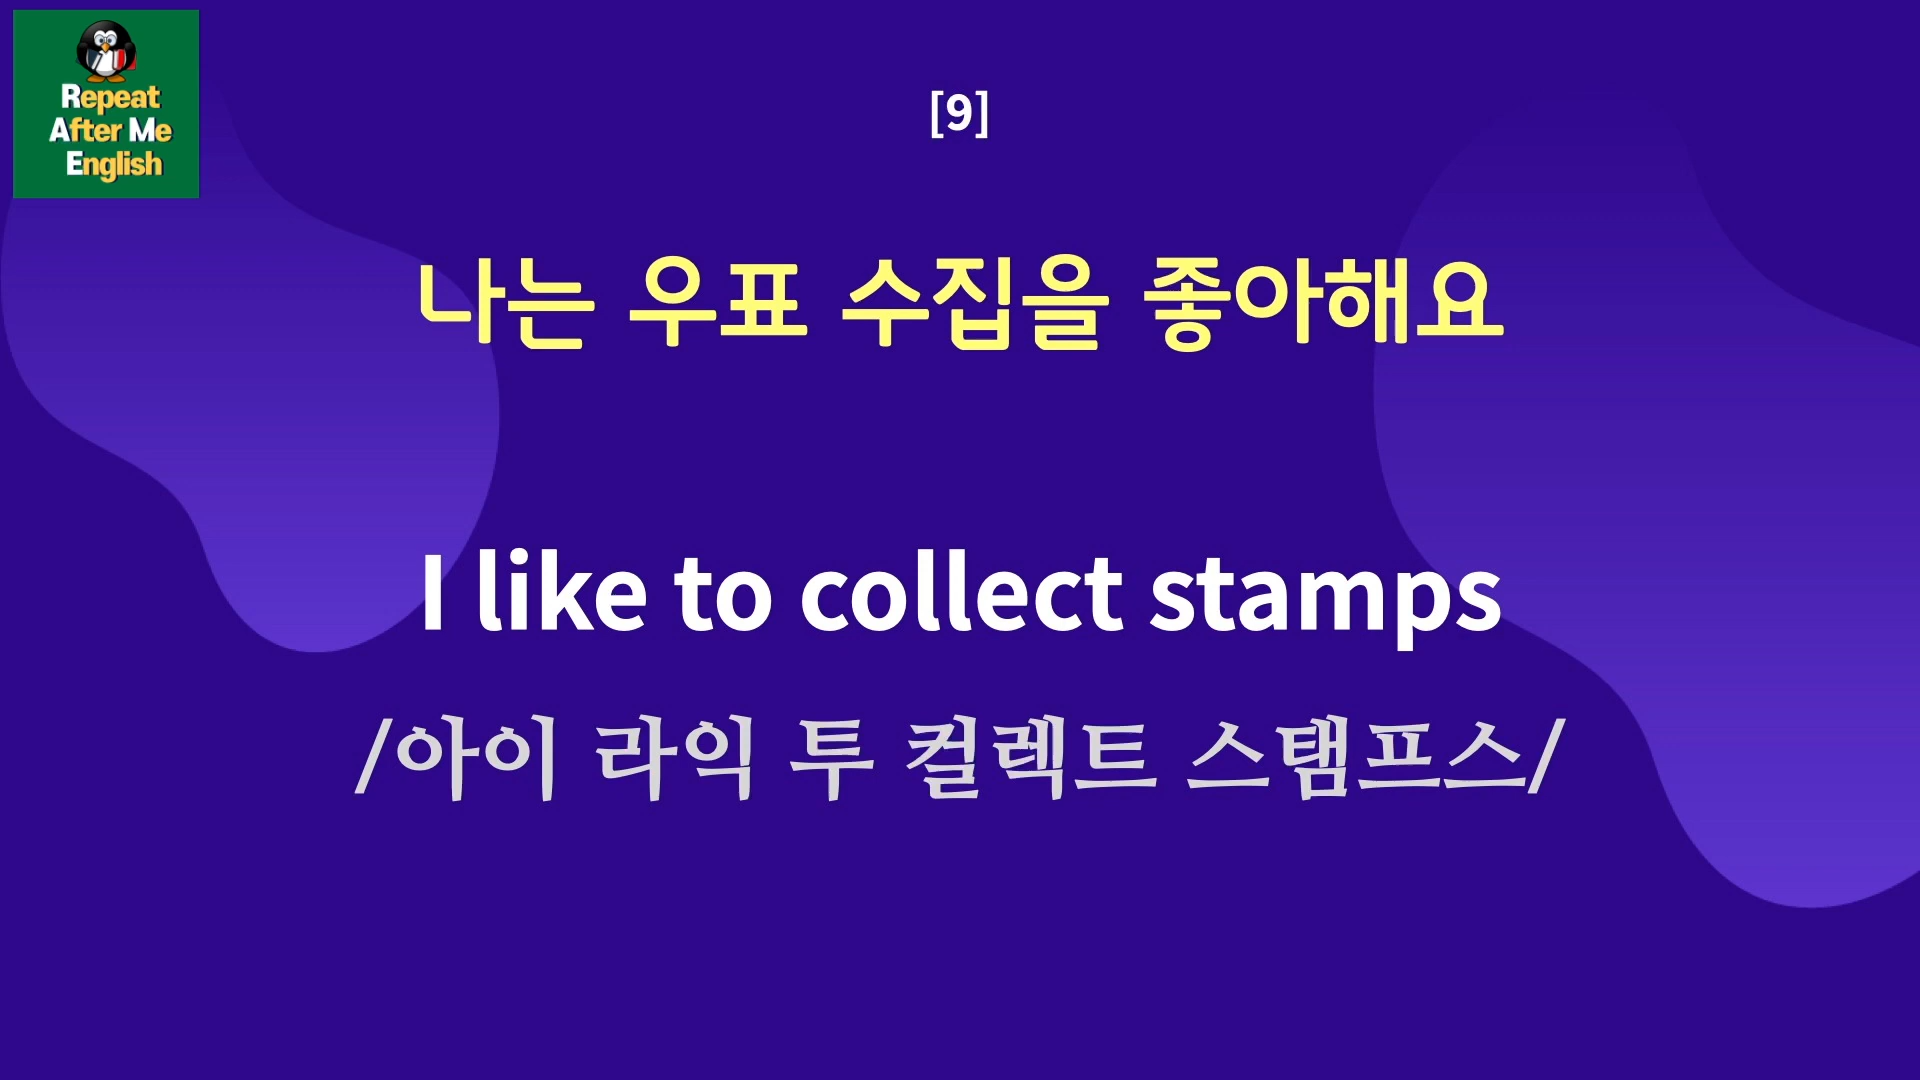 Repeat
After Me
English
[9]
나는 우표 수집을 좋아해요
I like to collect stamps
/아이 라익 투 컬렉트 스탬프스/